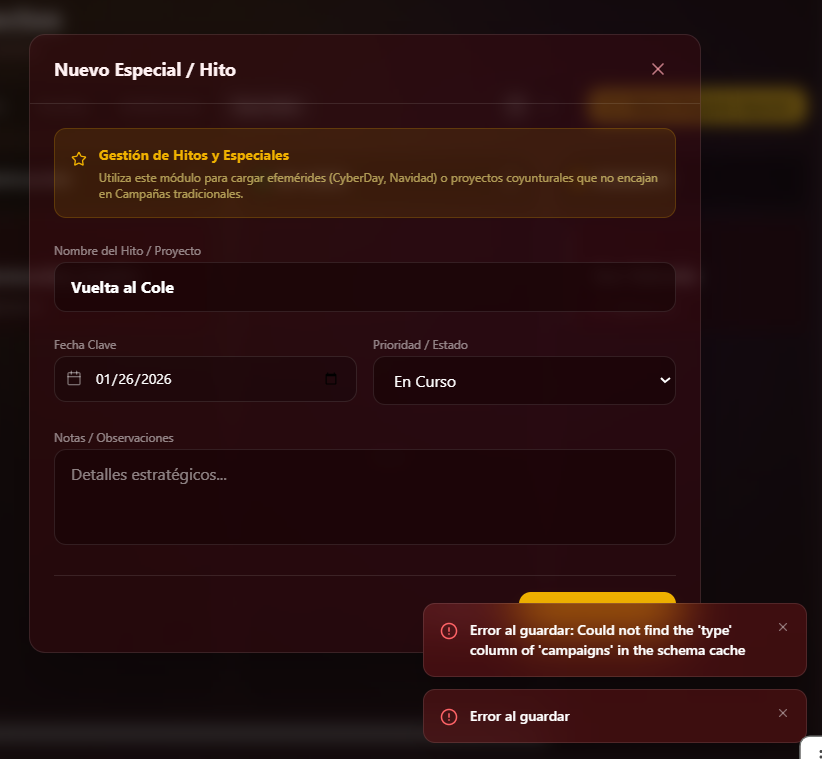 Nuevo Especial / Hito
Gestión de Hitos y Especiales
Utiliza este módulo para cargar efemérides (CyberDay, Navidad) o proyectos coyunturales que no encajan
en Campañas tradicionales.
Nombre del Hito / Proyecto
Vuelta al Cole
Fecha Clave
Prioridad / Estado
01/26/2026
En Curso
Notas / Observaciones
Detalles estratégicos...
Error al guardar: Could not find the 'type'
column of 'campaigns' in the schema cache
Error al guardar